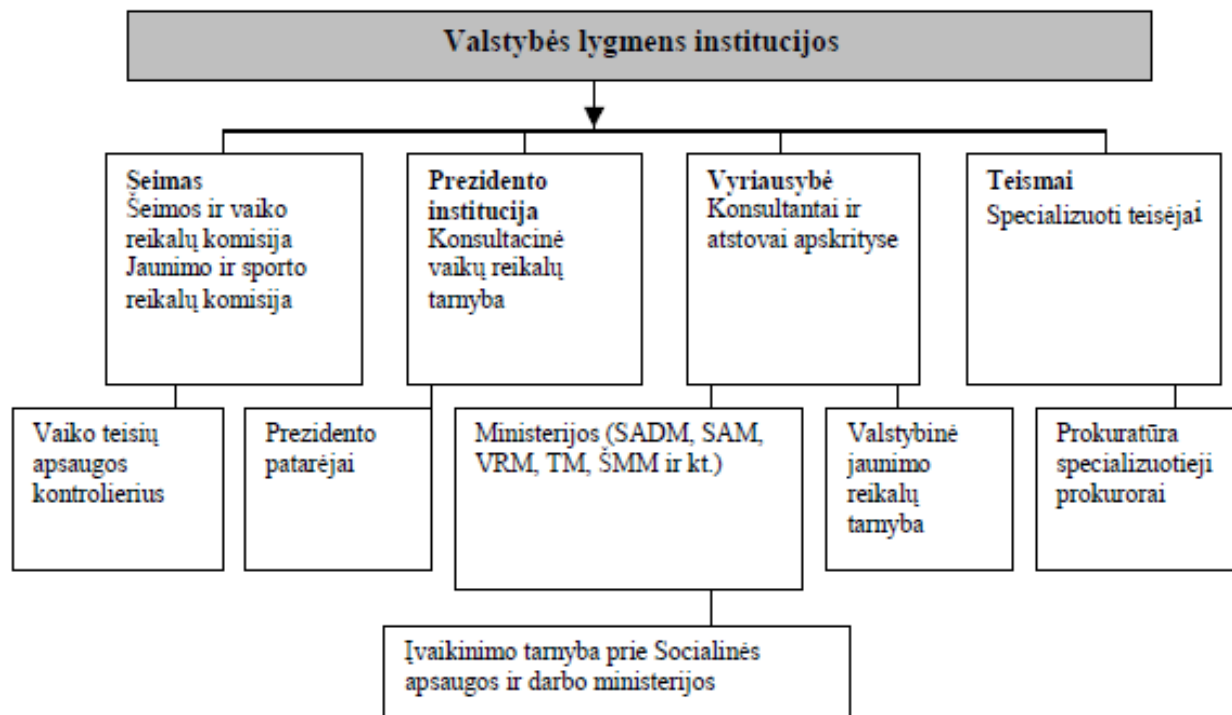 Valstybės lygmens institucijos
Seimas
Šeimos ir vaiko
reikalų komisija
Jaunimo ir sporto
reikalų komisija
Prezidento
institucija
Konsultacinė
vaikų reikalų
tarnyba
Vyriausybė
Konsultantai ir
atstovai apskrityse
Teismai
Specializuoti teisėjai
Vaiko teisių
apsaugos
kontrolierius
Prezidento
patarėjai
Ministerijos (SADM, SAM,
VRM, TM, ŠMM ir kt.)
Valstybinė
jaunimo
reikalų
tarnyba
Prokuratūra
specializuotieji
prokurorai
Įvaikinimo tarnyba prie Socialinės
apsaugos ir darbo ministerijos